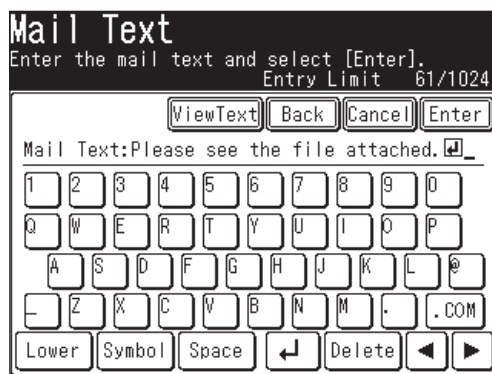 Mail Text
Enter the mail text and select [Enter].
Entry Limit 61/1024
ViewText Back Cancel Enter
Mail Text:Please see the file attached.↵_
1 2 3 4 5 6 7 8 9 0
Q W E R T Y U I O P
A S D F G H J K L @
_ Z X C V B N M . .COM
Lower Symbol Space ↵ Delete ◀ ▶